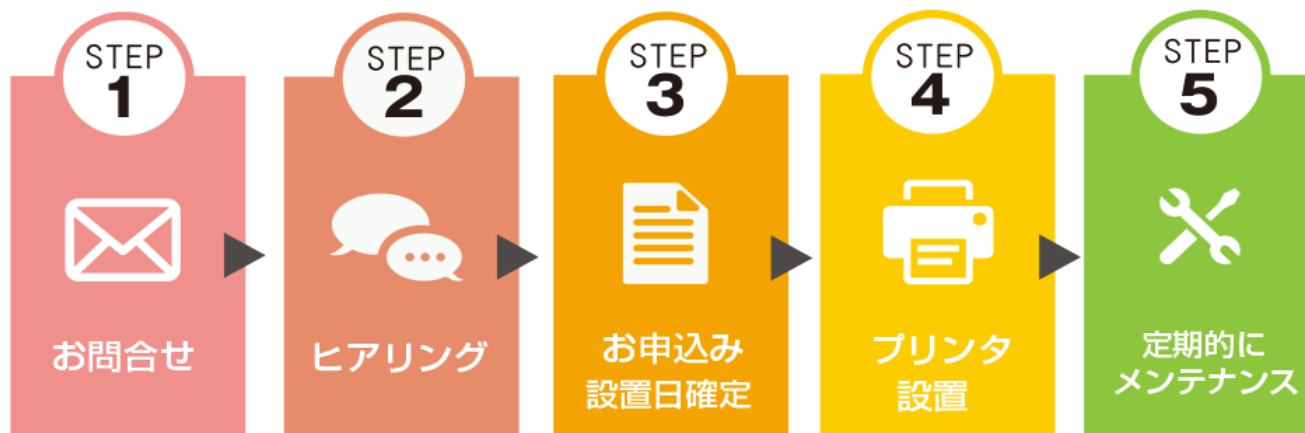 STEP
1
お問合せ
STEP
2
ヒアリング
STEP
3
お申込み
設置日確定
STEP
4
プリンタ
設置
STEP
5
定期的に
メンテナンス